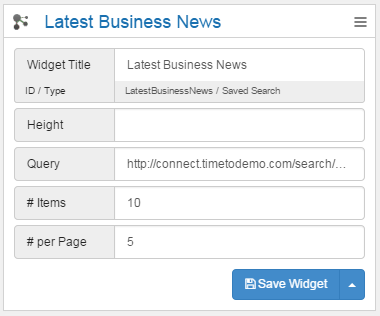 Latest Business News
Widget Title Latest Business News
ID / Type LatestBusinessNews / Saved Search
Height
Query http://connect.timetodemo.com/search/...
# Items 10
# per Page 5
Save Widget